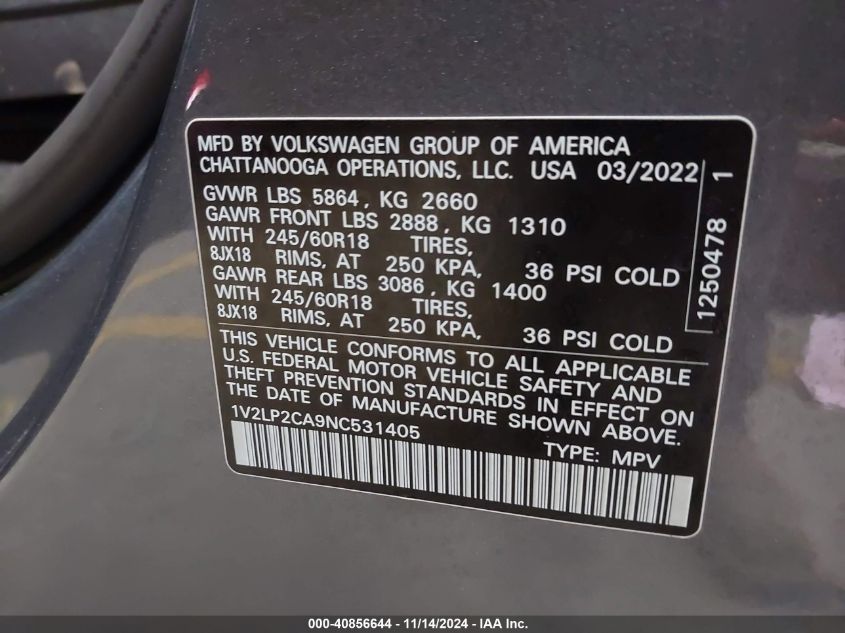 MFD BY VOLKSWAGEN GROUP OF AMERICA
CHATTANOOGA OPERATIONS, LLC. USA 03/2022
GVWR LBS 5864, KG 2660
GAWR FRONT LBS 2888, KG 1310
WITH 245/60R18 TIRES,
8JX18 RIMS, AT 250 KPA, 36 PSI COLD
GAWR REAR LBS 3086, KG 1400
WITH 245/60R18 TIRES,
8JX18 RIMS, AT 250 KPA, 36 PSI COLD
THIS VEHICLE CONFORMS TO ALL APPLICABLE
U.S. FEDERAL MOTOR VEHICLE SAFETY AND
THEFT PREVENTION STANDARDS IN EFFECT ON
THE DATE OF MANUFACTURE SHOWN ABOVE.
1V2LP2CA9NC531405
TYPE: MPV
1250478 1
000-40856644 - 11/14/2024 - IAA Inc.